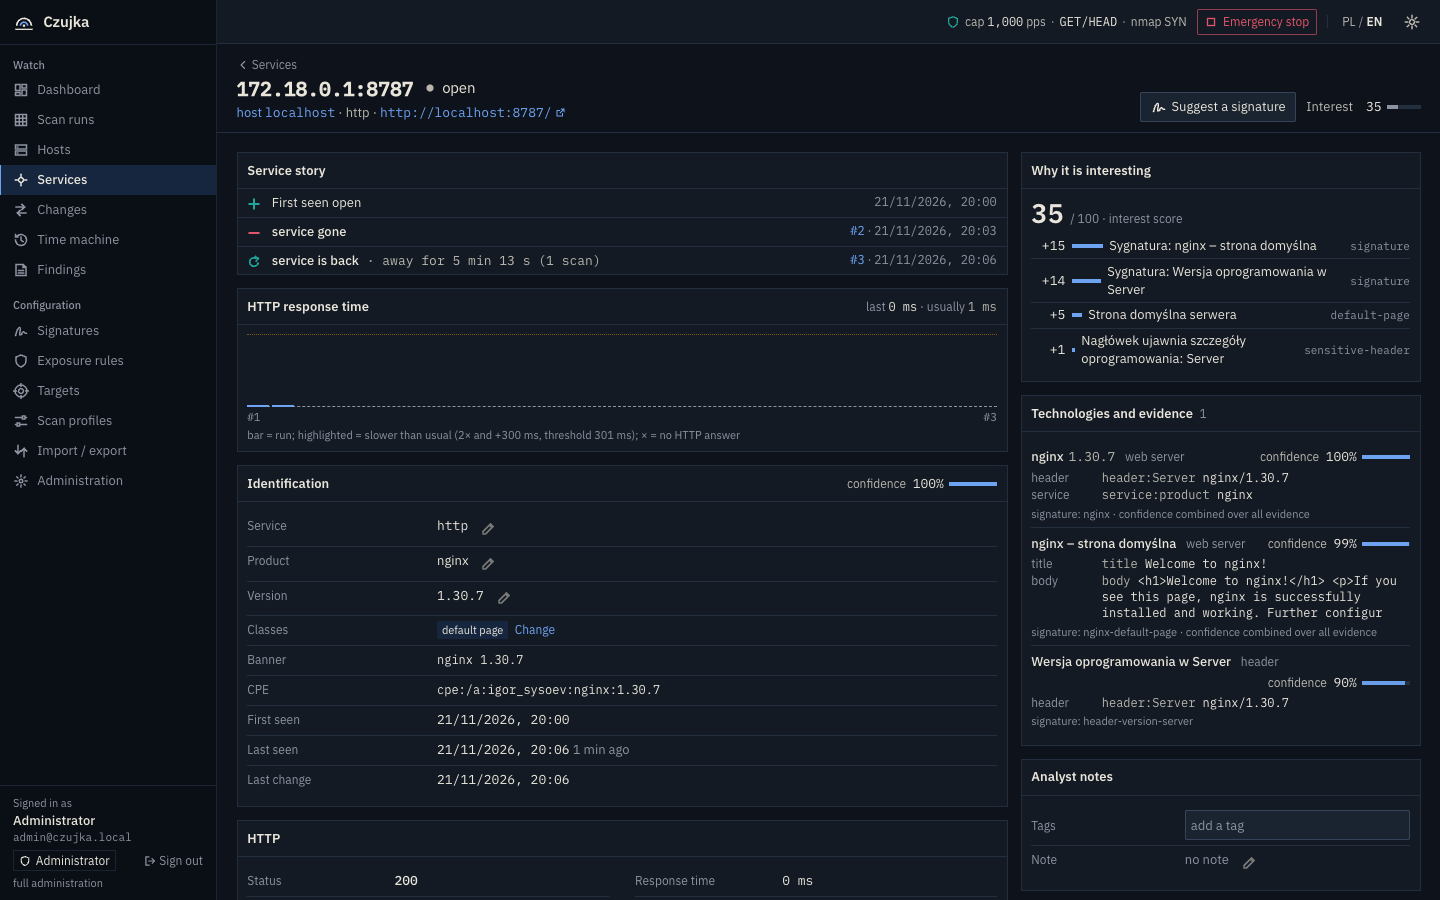 Czujka
cap 1,000 pps · GET/HEAD · nmap SYN
Emergency stop
PL / EN
Watch
Dashboard
Scan runs
Hosts
Services
Changes
Time machine
Findings
Configuration
Signatures
Exposure rules
Targets
Scan profiles
Import / export
Administration
Signed in as
Administrator
admin@czujka.local
Administrator
Sign out
full administration
Services
172.18.0.1:8787 open
host localhost · http · http://localhost:8787/
Suggest a signature
Interest 35
Service story
First seen open 21/11/2026, 20:00
service gone #2 · 21/11/2026, 20:03
service is back · away for 5 min 13 s (1 scan) #3 · 21/11/2026, 20:06
HTTP response time last 0 ms · usually 1 ms
#1 #3
bar = run; highlighted = slower than usual (2× and +300 ms, threshold 301 ms); × = no HTTP answer
Identification confidence 100%
Service http
Product nginx
Version 1.30.7
Classes default page Change
Banner nginx 1.30.7
CPE cpe:/a:igor_sysoev:nginx:1.30.7
First seen 21/11/2026, 20:00
Last seen 21/11/2026, 20:06 1 min ago
Last change 21/11/2026, 20:06
HTTP
Status 200 Response time 0 ms
Why it is interesting
35 / 100 · interest score
+15 Sygnatura: nginx – strona domyślna signature
+14 Sygnatura: Wersja oprogramowania w signature
Server
+5 Strona domyślna serwera default-page
+1 Nagłówek ujawnia szczegóły sensitive-header
oprogramowania: Server
Technologies and evidence 1
nginx 1.30.7 web server confidence 100%
header header:Server nginx/1.30.7
service service:product nginx
signature: nginx · confidence combined over all evidence
nginx – strona domyślna web server confidence 99%
title title Welcome to nginx!
body body <h1>Welcome to nginx!</h1> <p>If you
see this page, nginx is successfully
installed and working. Further configur
signature: nginx-default-page · confidence combined over all evidence
Wersja oprogramowania w Server header
confidence 90%
header header:Server nginx/1.30.7
signature: header-version-server
Analyst notes
Tags add a tag
Note no note